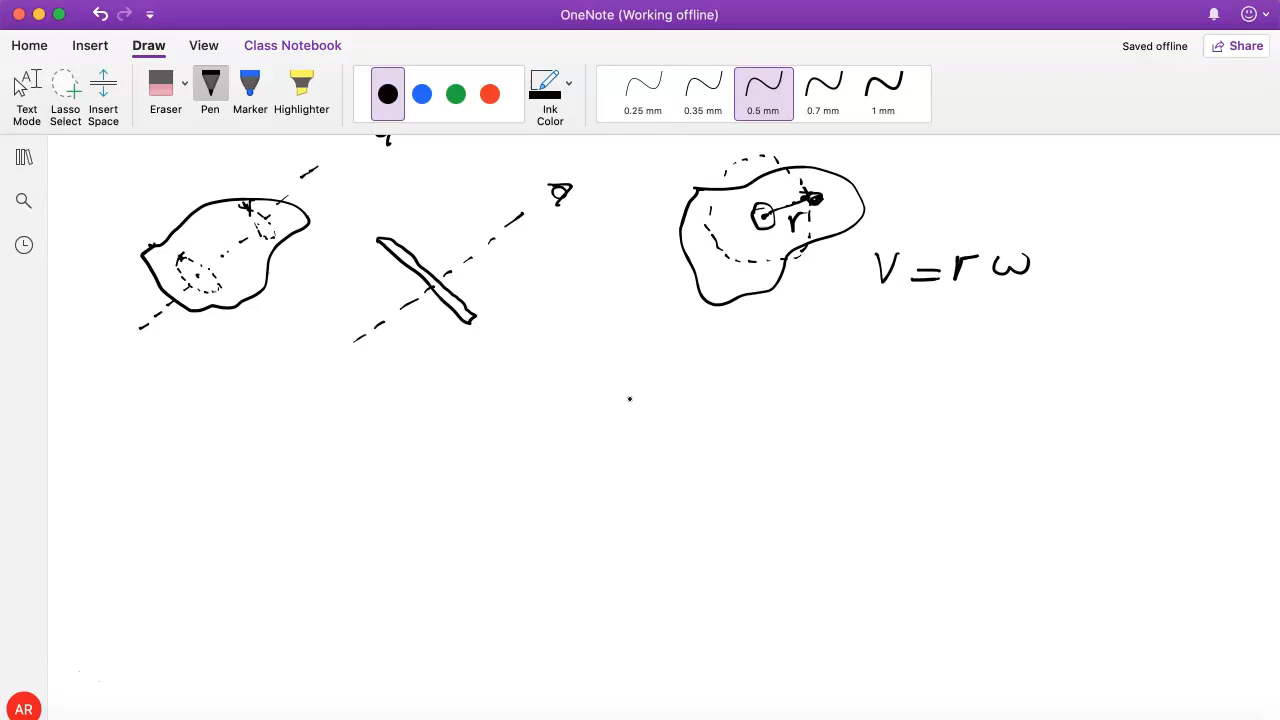 OneNote (Working offline)
Home Insert Draw View Class Notebook
Saved offline
Share
Text Mode
Lasso Select
Insert Space
Eraser
Pen
Marker
Highlighter
Ink Color
0.25 mm
0.35 mm
0.5 mm
0.7 mm
1 mm
r
V = r ω
AR